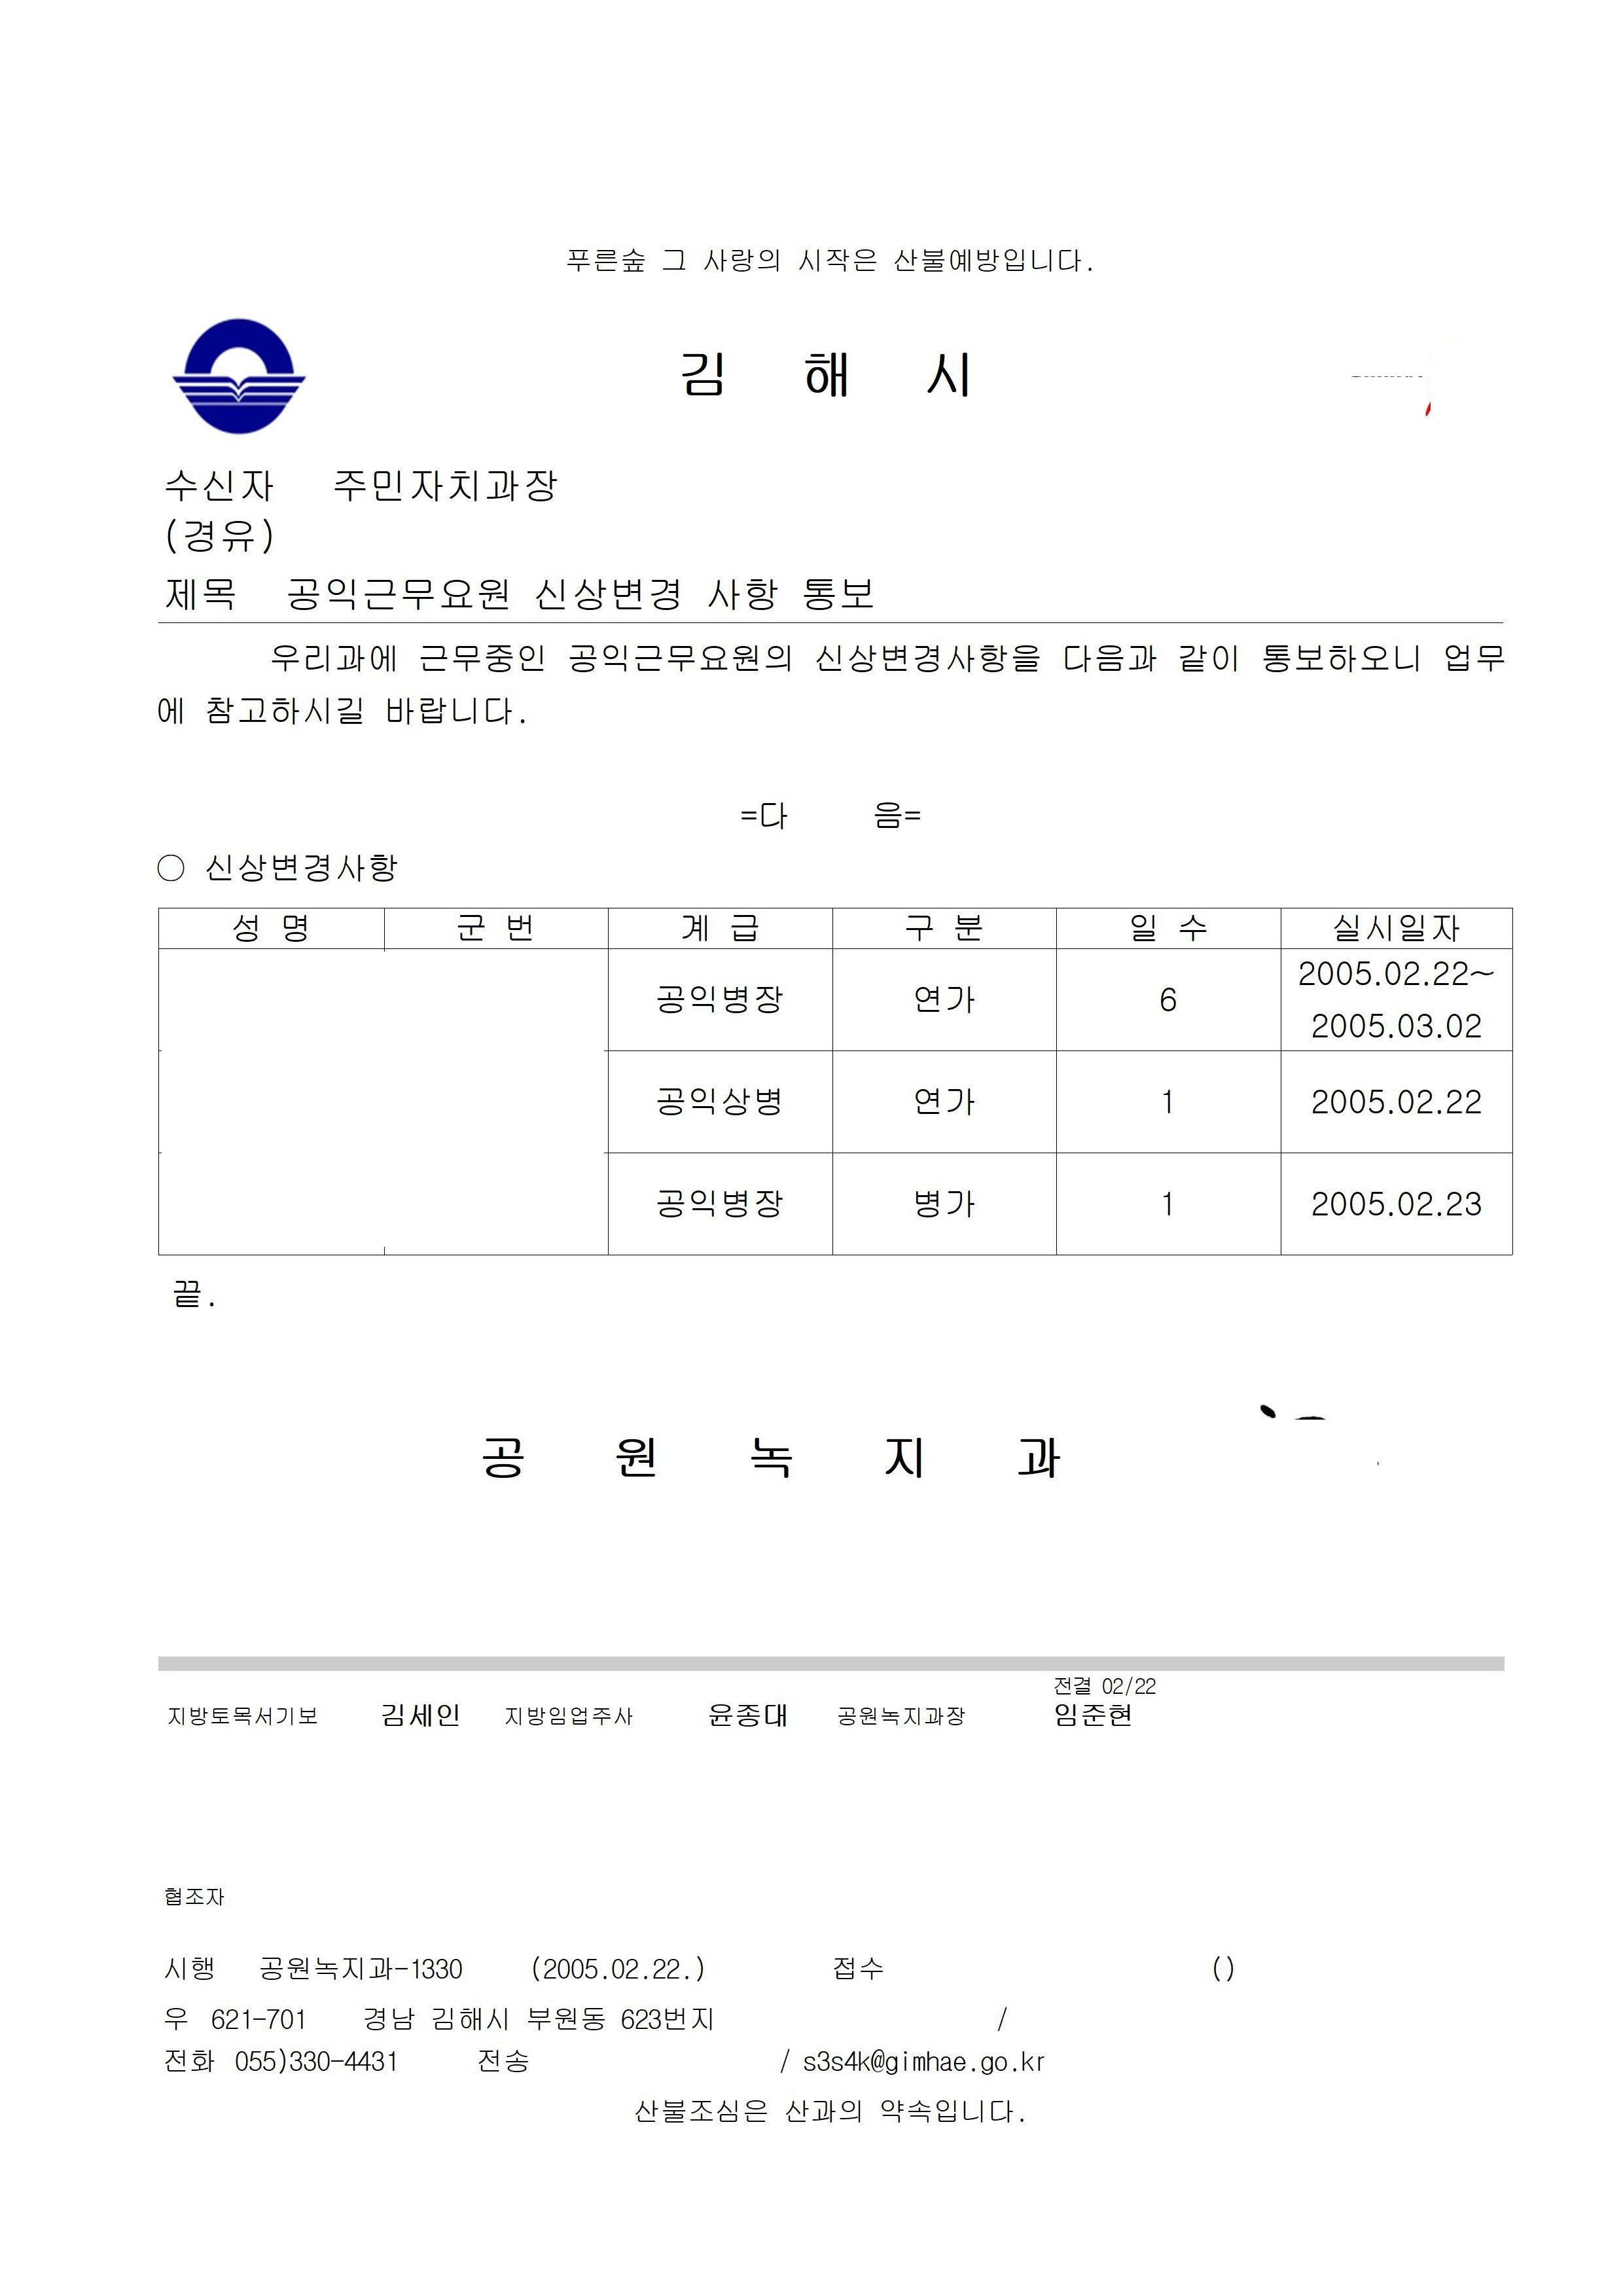 푸른숲 그 사랑의 시작은 산불예방입니다.
김 해 시
수신자 주민자치과장
(경유)
제목 공익근무요원 신상변경 사항 통보
우리과에 근무중인 공익근무요원의 신상변경사항을 다음과 같이 통보하오니 업무
에 참고하시길 바랍니다.
=다 음=
○ 신상변경사항
성 명 군 번 계 급 구 분 일 수 실시일자
공익병장 연가 6 2005.02.22~
2005.03.02
공익상병 연가 1 2005.02.22
공익병장 병가 1 2005.02.23
끝.
공 원 녹 지 과
전결 02/22
지방토목서기보 김세인 지방임업주사 윤종대 공원녹지과장 임준현
협조자
시행 공원녹지과-1330 (2005.02.22.) 접수 ()
우 621-701 경남 김해시 부원동 623번지 /
전화 055)330-4431 전송 / s3s4k@gimhae.go.kr
산불조심은 산과의 약속입니다.